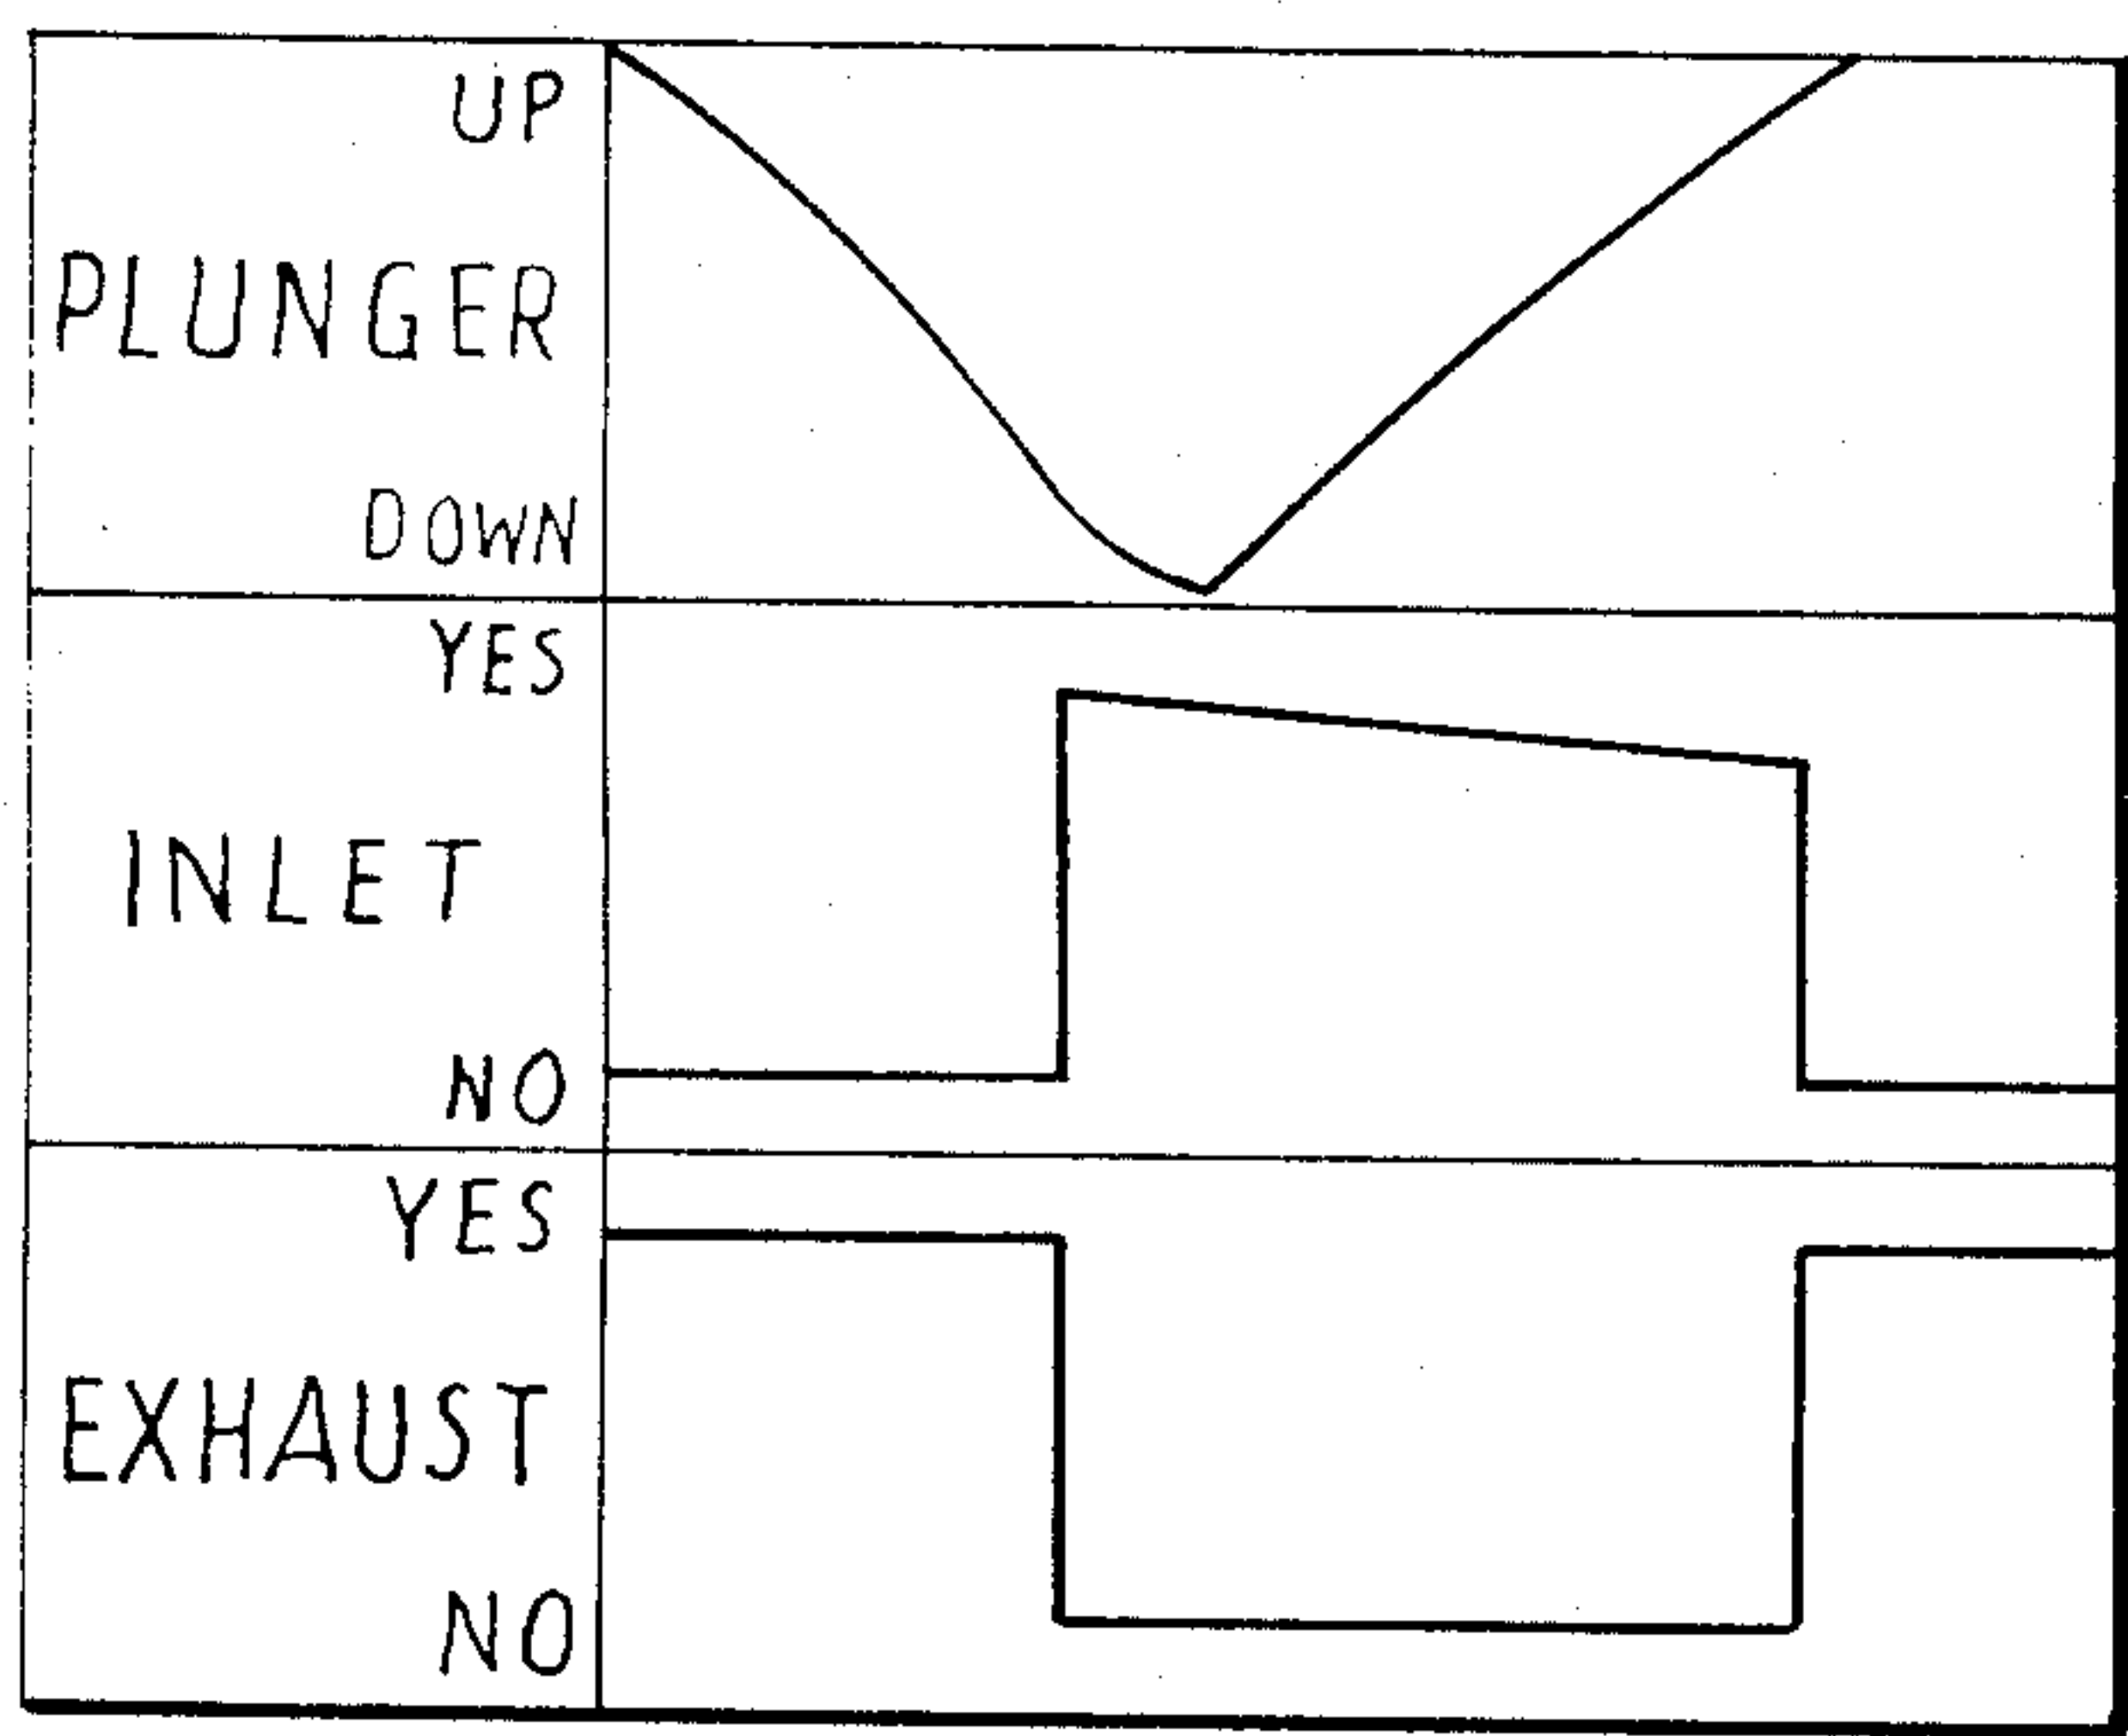 UP
PLUNGER
DOWN
YES
INLET
NO
YES
EXHAUST
NO